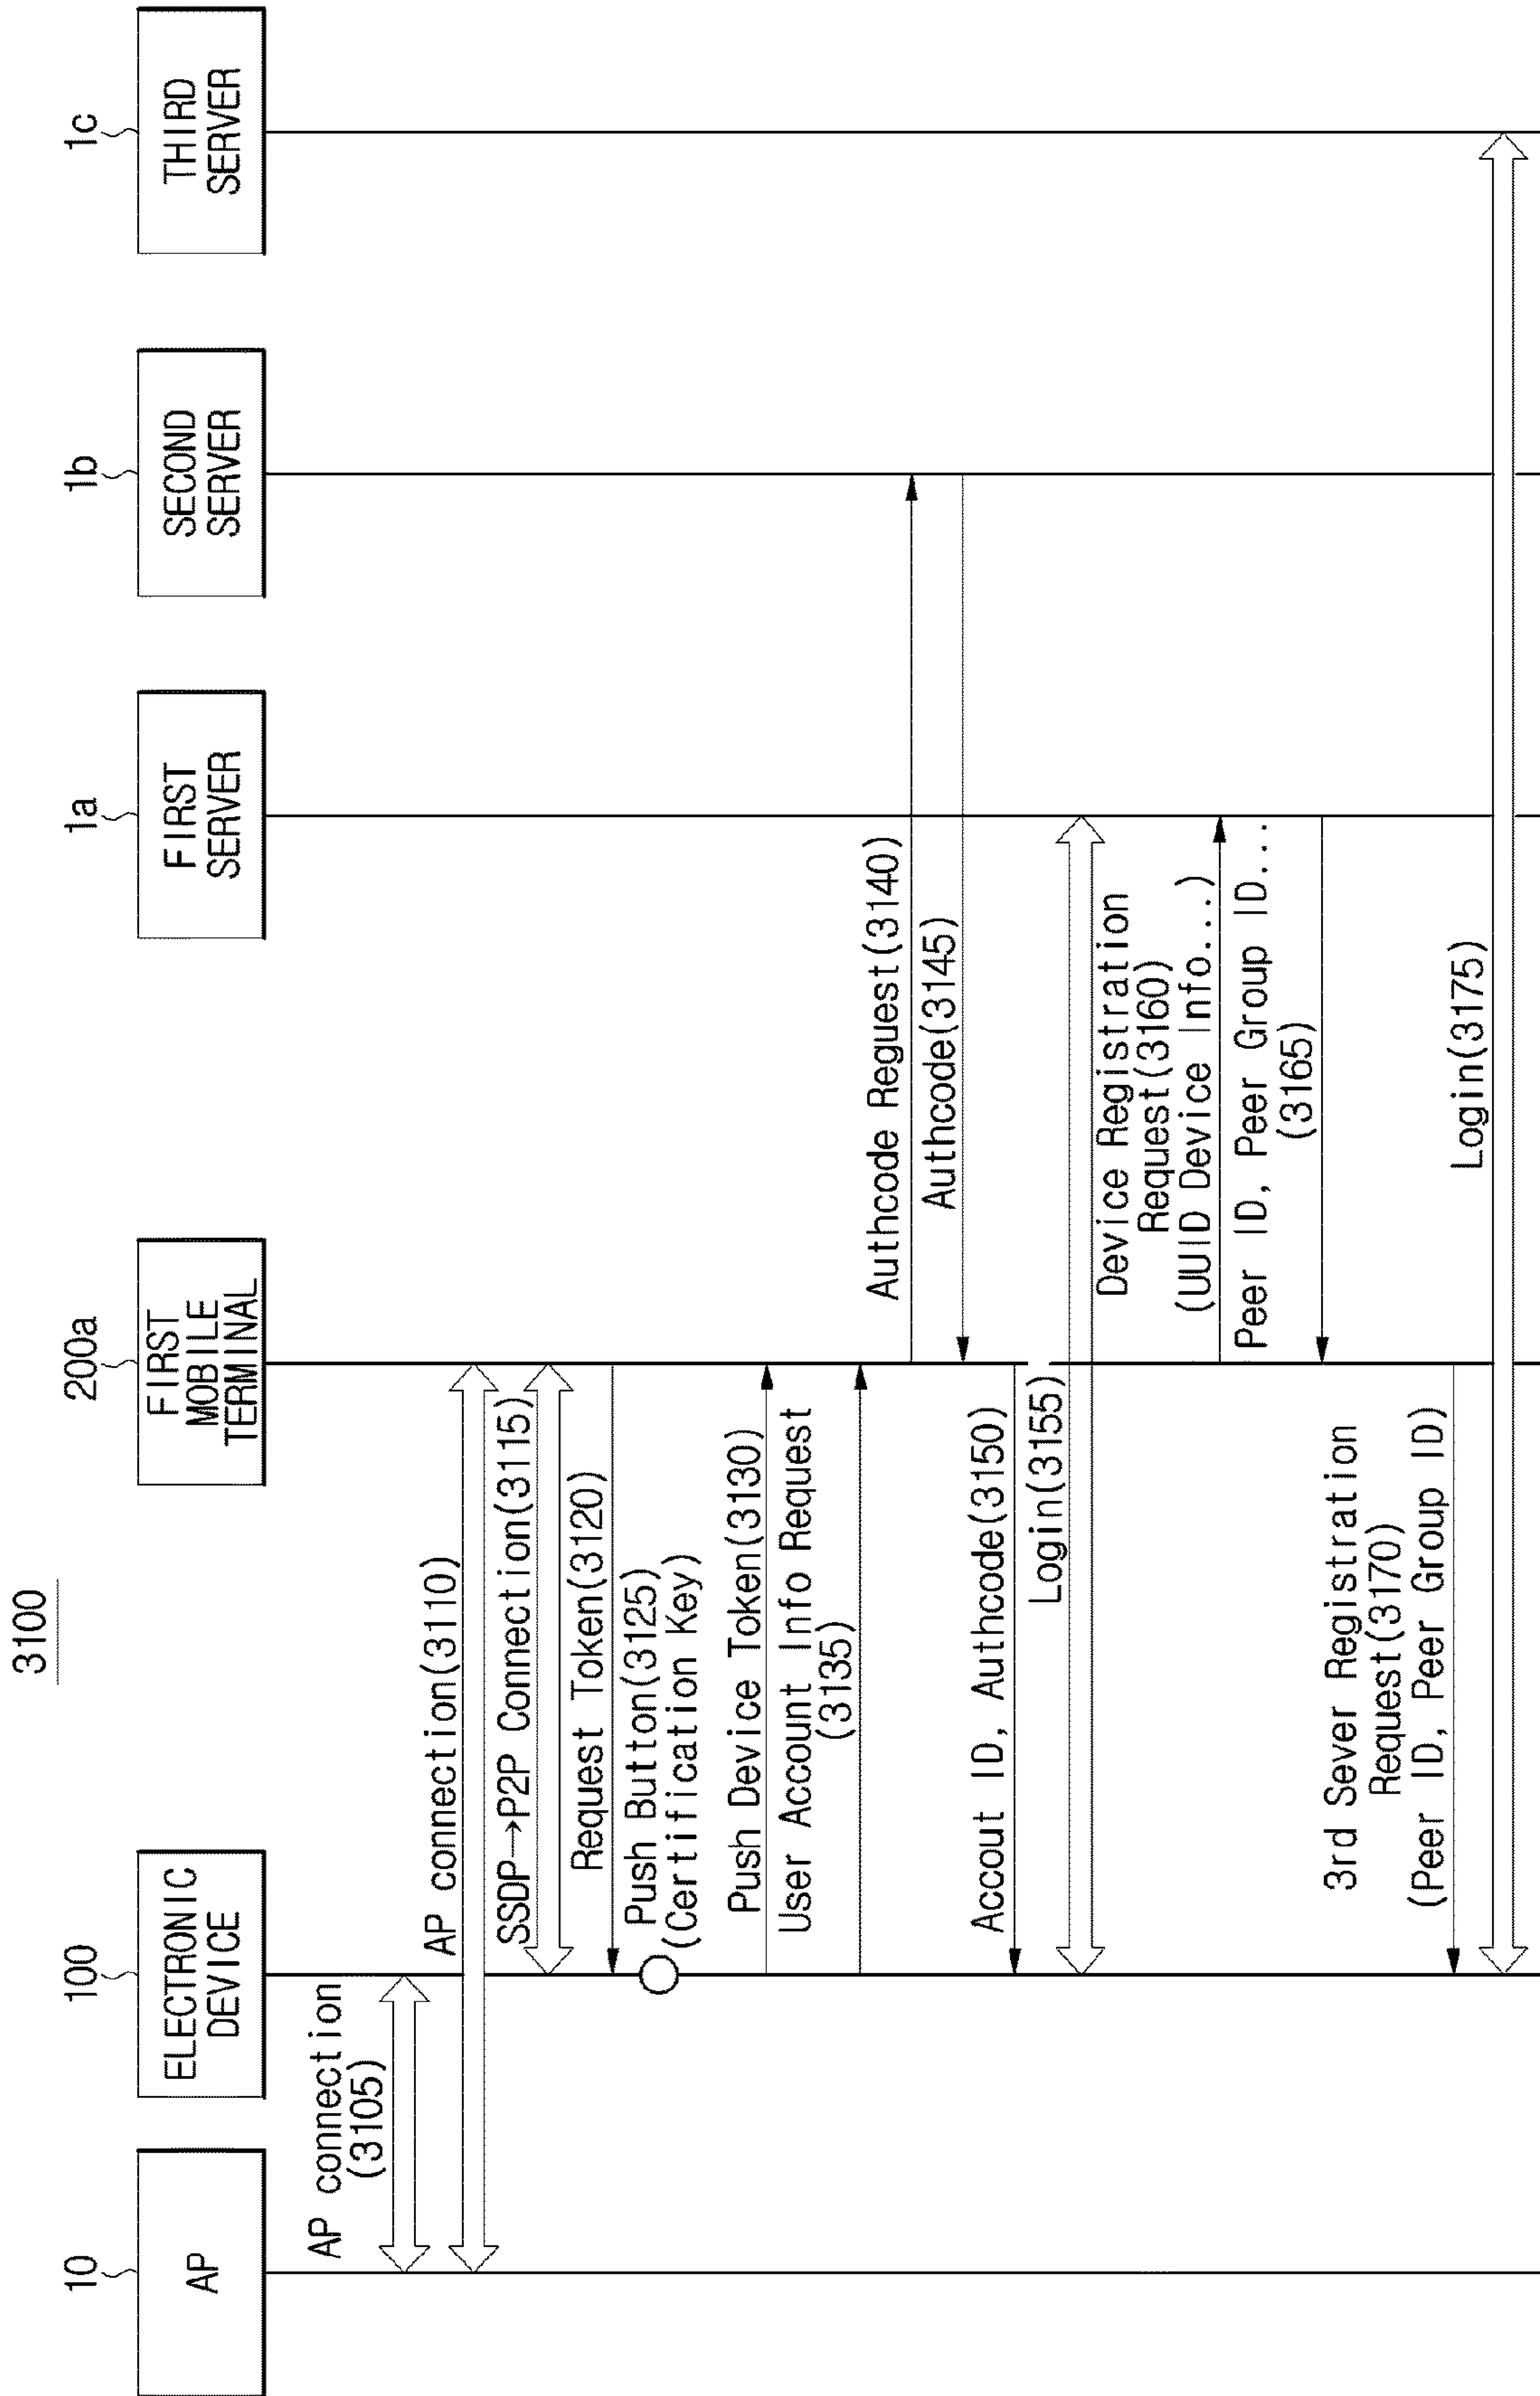 3100
10
100
200a
1a
1b
1c
AP
ELECTRONIC
DEVICE
FIRST
MOBILE
TERMINAL
FIRST
SERVER
SECOND
SERVER
THIRD
SERVER
AP connection
(3105)
AP connection(3110)
SSDP→P2P Connection(3115)
Request Token(3120)
Push Button(3125)
(Certification Key)
Push Device Token(3130)
User Account Info Request
(3135)
Authcode Reguest(3140)
Authcode(3145)
Accout ID, Authcode(3150)
Login(3155)
Device Registration
Request(3160)
(UUID Device Info...)
Peer ID, Peer Group ID...
(3165)
3rd Sever Registration
Request(3170)
(Peer ID, Peer Group ID)
Login(3175)